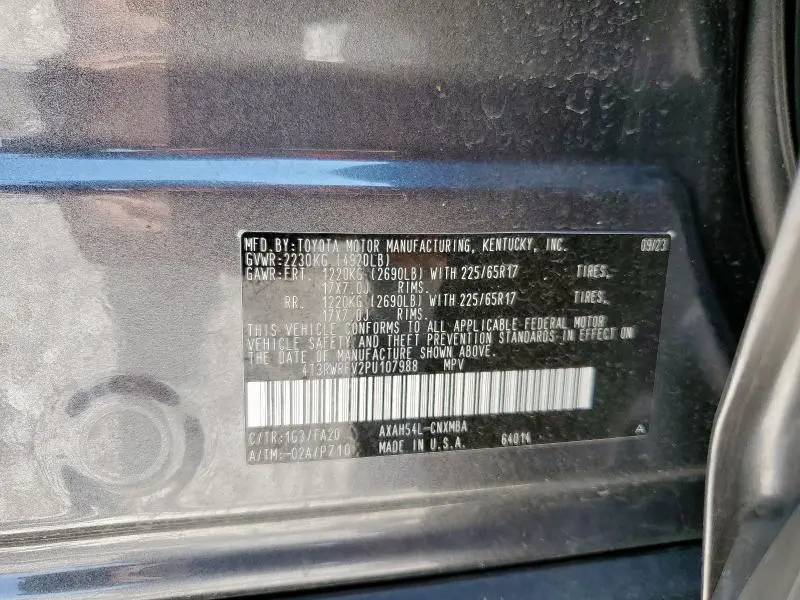 MFD.BY:TOYOTA MOTOR MANUFACTURING, KENTUCKY, INC. 09/23
GVWR:2230KG (4920LB)
GAWR:FRT. 1220KG (2690LB) WITH 225/65R17 TIRES,
17X7.0J RIMS.
RR. 1220KG (2690LB) WITH 225/65R17 TIRES,
17X7.0J RIMS.
THIS VEHICLE CONFORMS TO ALL APPLICABLE FEDERAL MOTOR
VEHICLE SAFETY AND THEFT PREVENTION STANDARDS IN EFFECT ON
THE DATE OF MANUFACTURE SHOWN ABOVE.
4T3RWRFV2PU107988 MPV
C/TR:1G3/FA20 AXAH54L-CNXMBA
A/TM:-02A/P710 MADE IN U.S.A. 64014 A